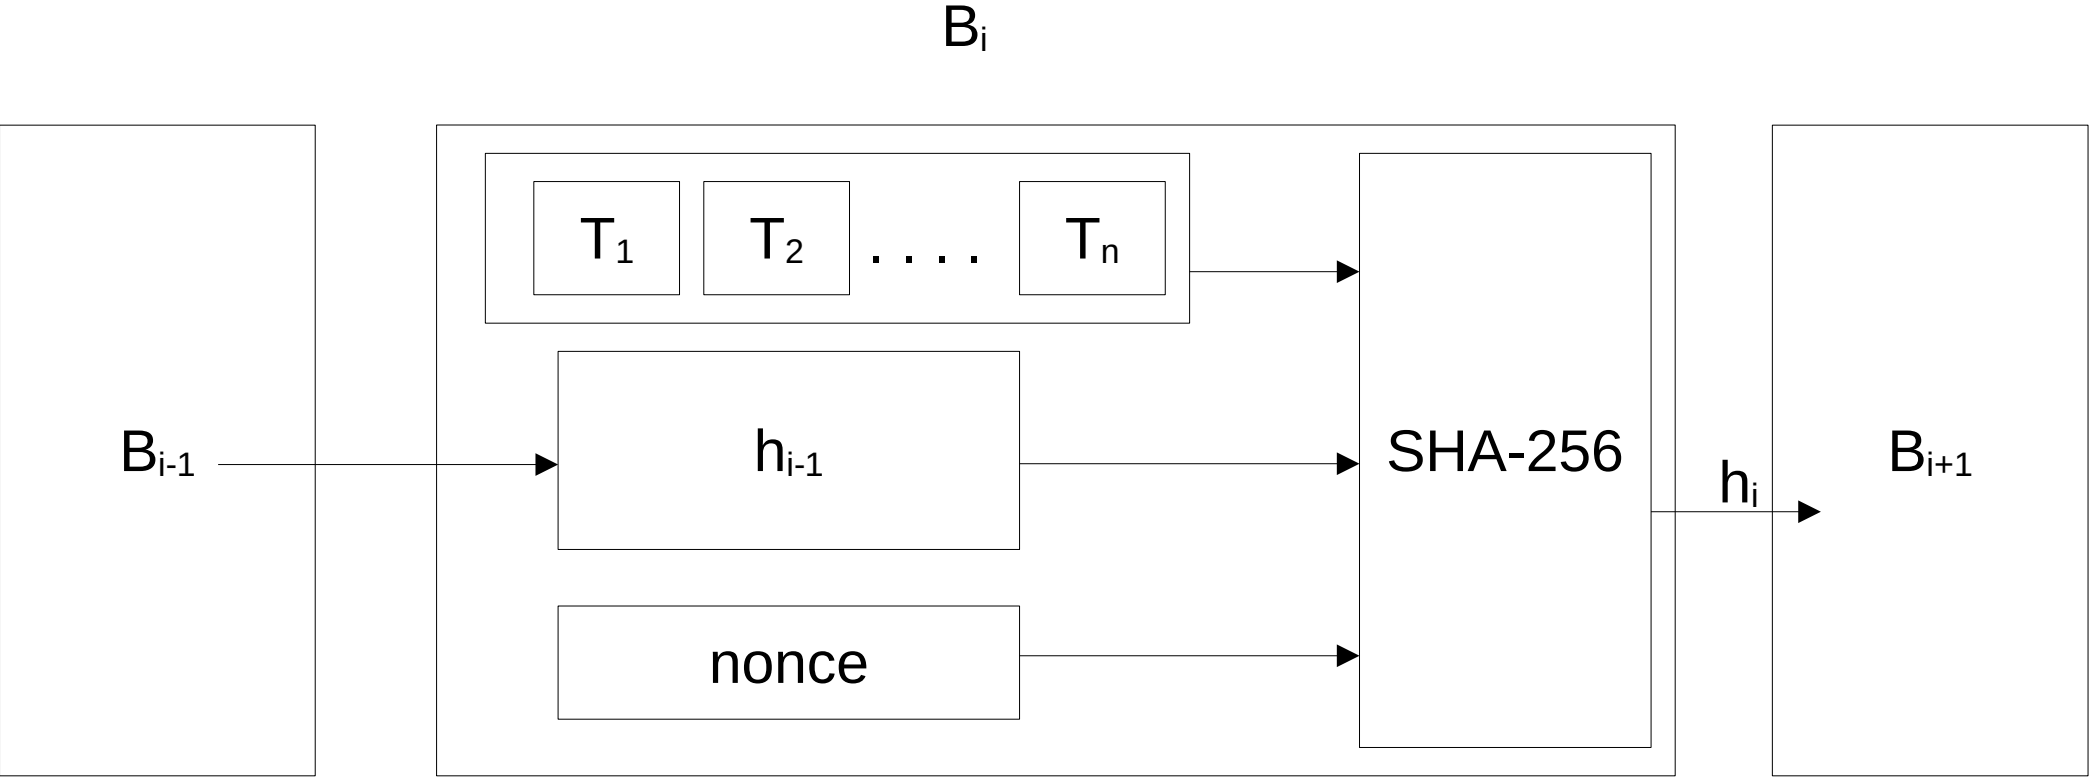 Bi
T1 T2 . . . . Tn
Bi-1 hi-1 SHA-256 Bi+1
hi
nonce